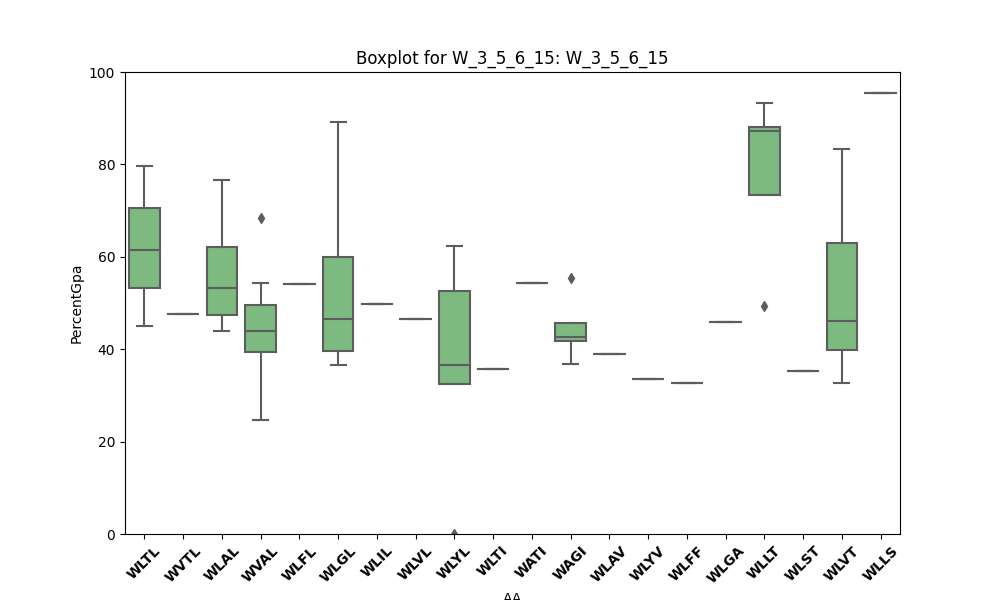 Boxplot for W_3_5_6_15: W_3_5_6_15
100
80
60
40
20
0
PercentGpa
WLTL WVTL WLAL WVAL WLFL WLGL WLIL WLVL WLYL WLTI WATI WAGI WLAV WLYV WLFF WLGA WLLT WLST WLVT WLLS
AA